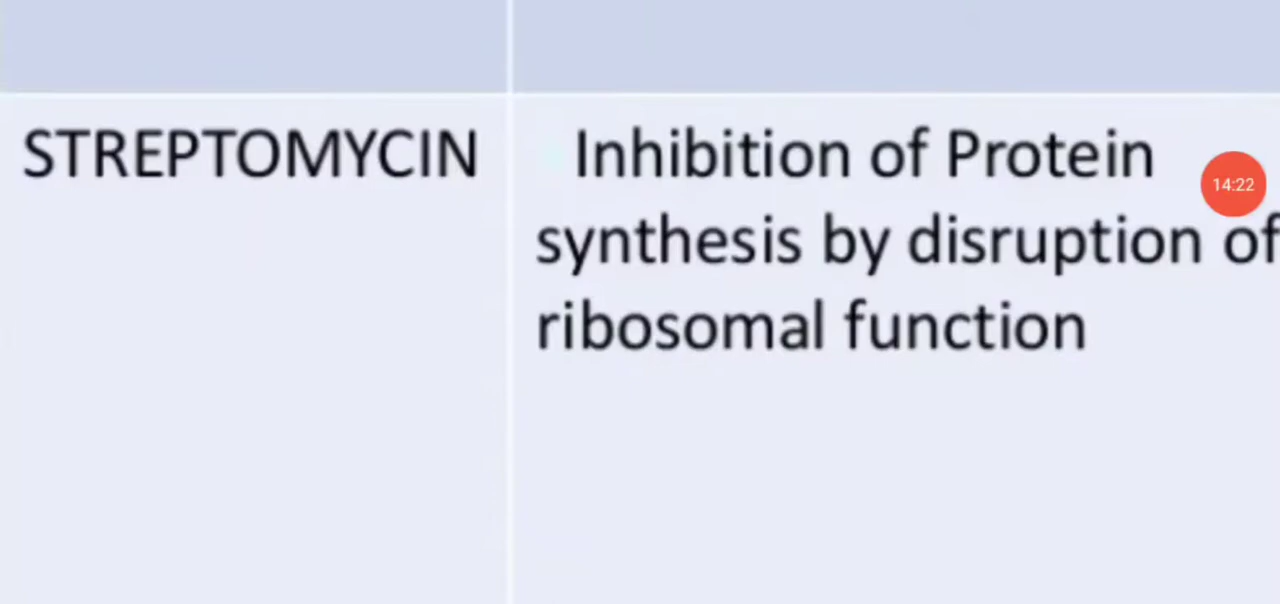 STREPTOMYCIN
Inhibition of Protein
synthesis by disruption of
ribosomal function
14:22